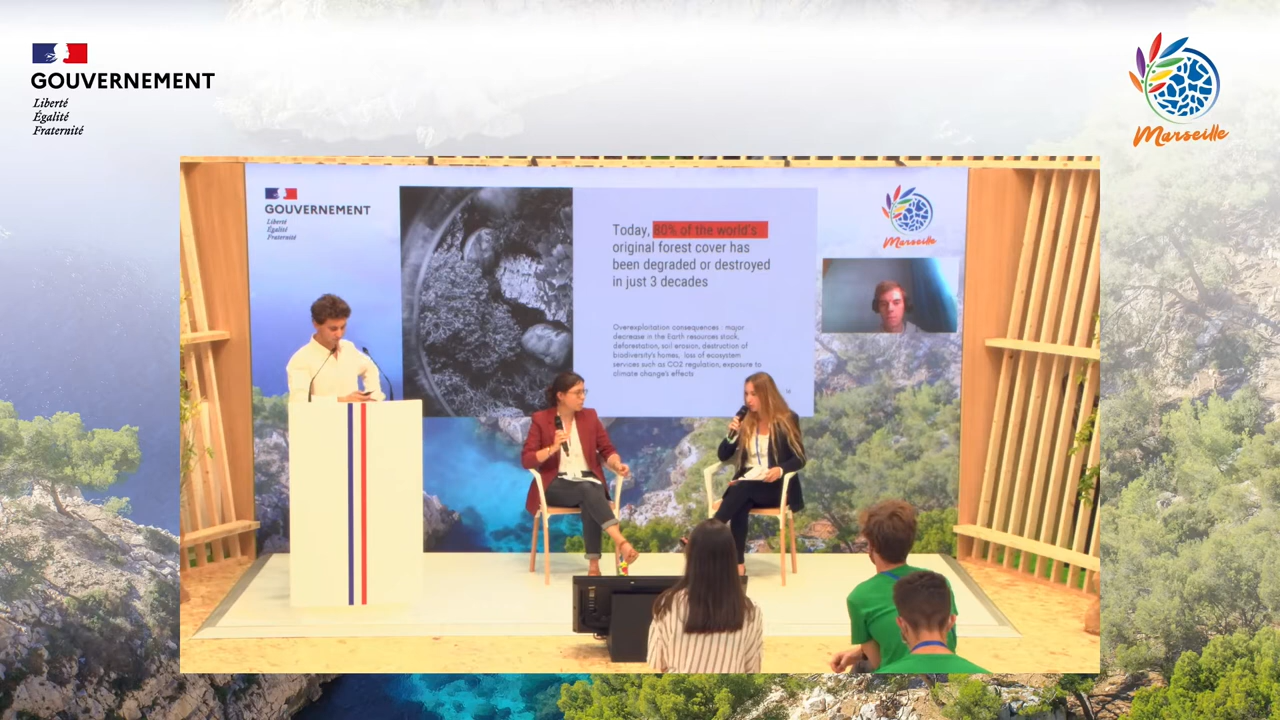 GOUVERNEMENT
Liberté
Égalité
Fraternité
Marseille
GOUVERNEMENT
Liberté
Égalité
Fraternité
Today, 80% of the world's
original forest cover has
been degraded or destroyed
in just 3 decades
Overexploitation consequences : major
decrease in the Earth resources stock,
deforestation, soil erosion, destruction of
biodiversity's homes, loss of ecosystem
services such as CO2 regulation, exposure to
climate change's effects
Marseille